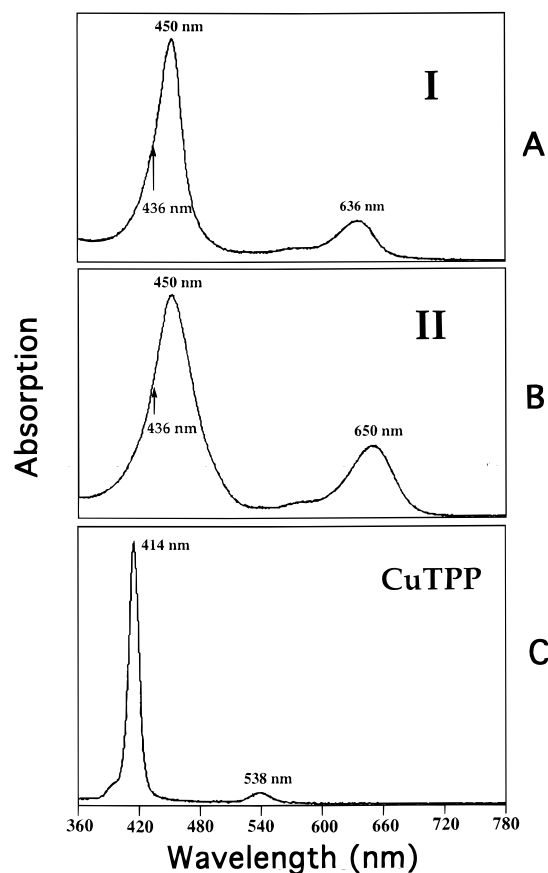 450 nm
I
A
436 nm
636 nm
450 nm
II
B
436 nm
650 nm
Absorption
414 nm
CuTPP
C
538 nm
360 420 480 540 600 660 720 780
Wavelength (nm)